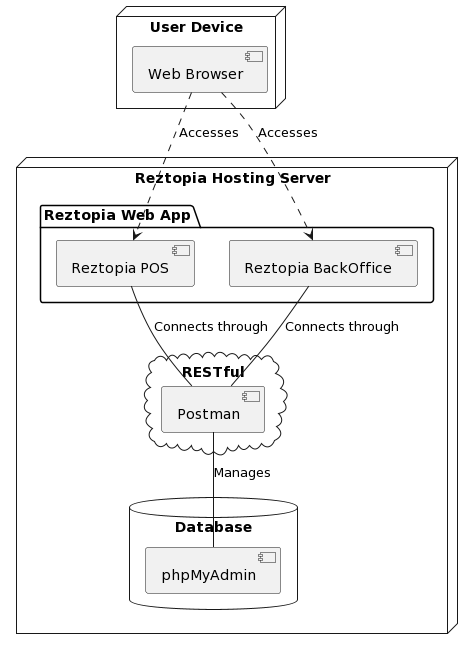 User Device
Web Browser
Accesses
Accesses
Reztopia Hosting Server
Reztopia Web App
Reztopia POS
Reztopia BackOffice
Connects through
Connects through
RESTful
Postman
Manages
Database
phpMyAdmin